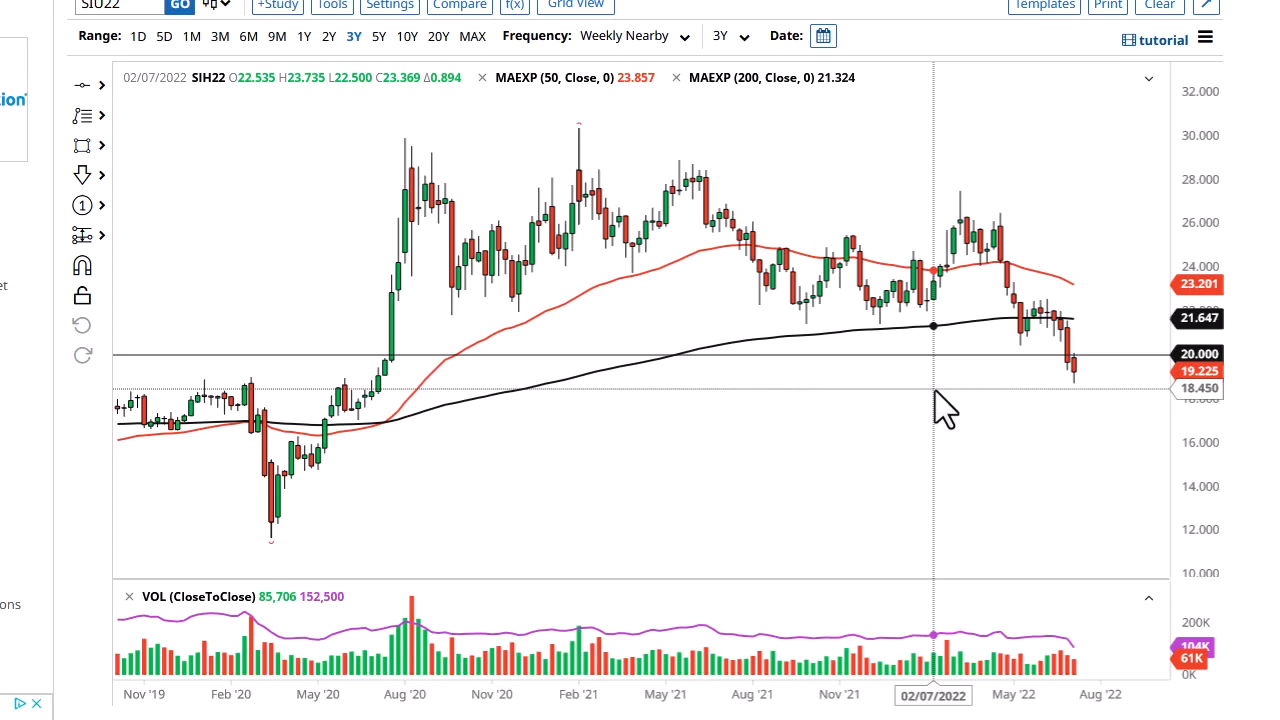 SIU22 GO +Study Tools Settings Compare f(x) Grid View Templates Print Clear
Range: 1D 5D 1M 3M 6M 9M 1Y 2Y 3Y 5Y 10Y 20Y MAX Frequency: Weekly Nearby 3Y Date: tutorial
02/07/2022 SIH22 O22.535 H23.735 L22.500 C23.369 Δ0.894 MAEXP (50, Close, 0) 23.857 MAEXP (200, Close, 0) 21.324
32.000
30.000
28.000
26.000
24.000
23.201
21.647
20.000
19.225
18.450
16.000
14.000
12.000
10.000
VOL (CloseToClose) 85,706 152,500
200K
104K
61K
0K
Nov '19 Feb '20 May '20 Aug '20 Nov '20 Feb '21 May '21 Aug '21 Nov '21 02/07/2022 May '22 Aug '22
1
et
ons